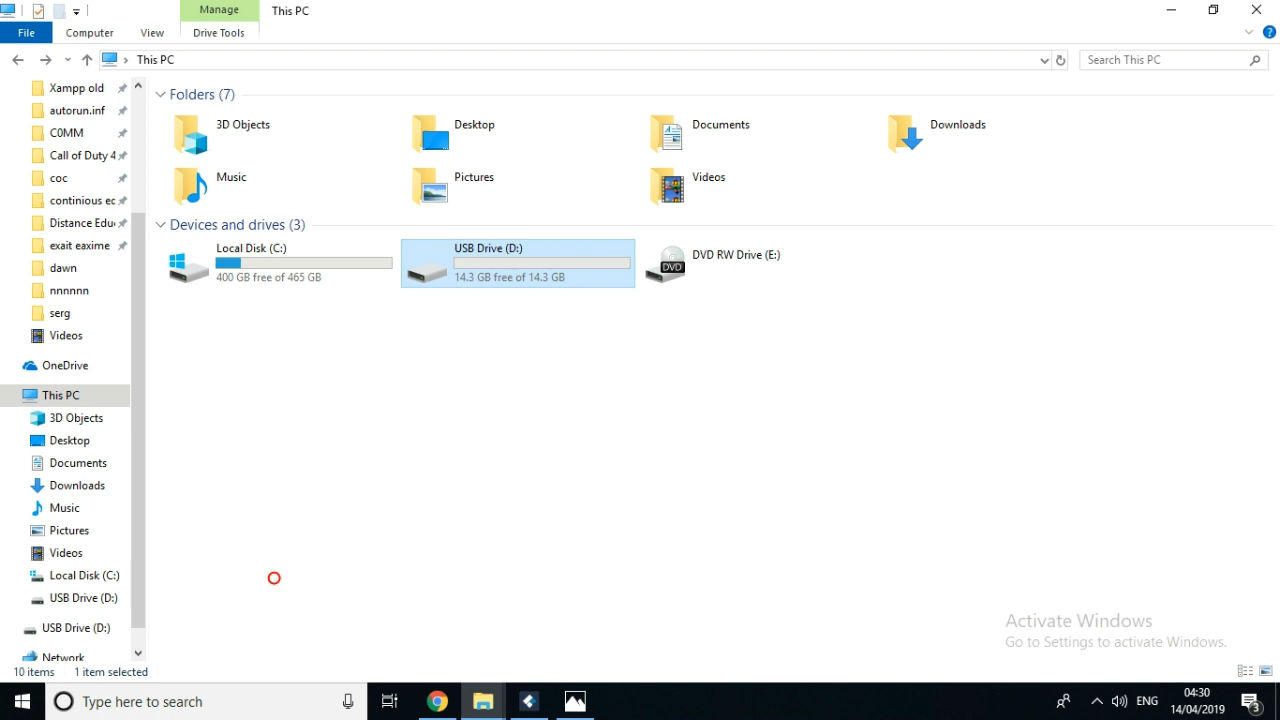 Manage
This PC
File
Computer
View
Drive Tools
This PC
Search This PC
Xampp old
autorun.inf
C0MM
Call of Duty 4
coc
continious ec
Distance Edu
exait eaxime
dawn
nnnnnn
serg
Videos
OneDrive
This PC
3D Objects
Desktop
Documents
Downloads
Music
Pictures
Videos
Local Disk (C:)
USB Drive (D:)
USB Drive (D:)
Network
Folders (7)
3D Objects
Desktop
Documents
Downloads
Music
Pictures
Videos
Devices and drives (3)
Local Disk (C:)
400 GB free of 465 GB
USB Drive (D:)
14.3 GB free of 14.3 GB
DVD RW Drive (E:)
DVD
Activate Windows
Go to Settings to activate Windows.
10 items
1 item selected
Type here to search
ENG
04:30
14/04/2019
3